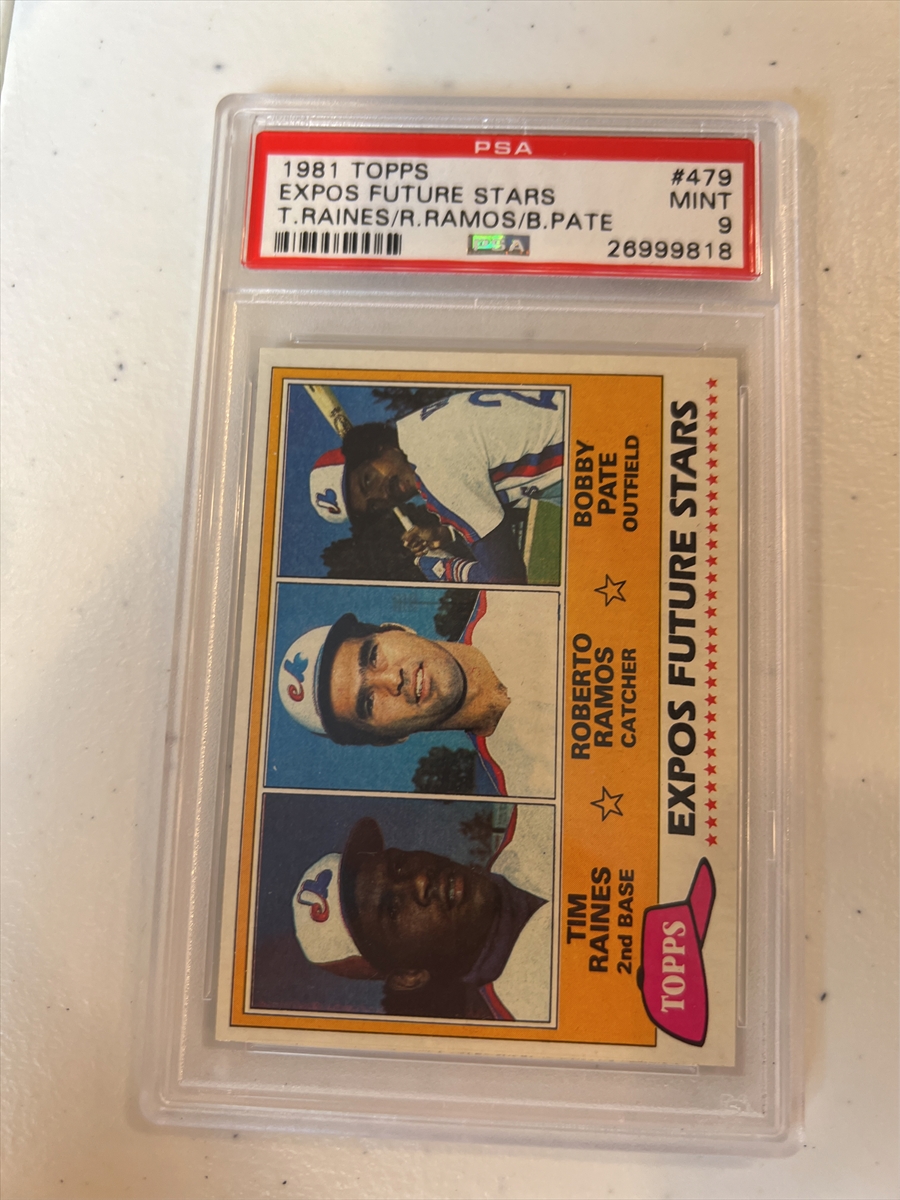 PSA
1981 TOPPS #479
EXPOS FUTURE STARS MINT
T.RAINES/R.RAMOS/B.PATE 9
PSA 26999818
TIM RAINES
2nd BASE
ROBERTO RAMOS
CATCHER
BOBBY PATE
OUTFIELD
TOPPS
EXPOS FUTURE STARS